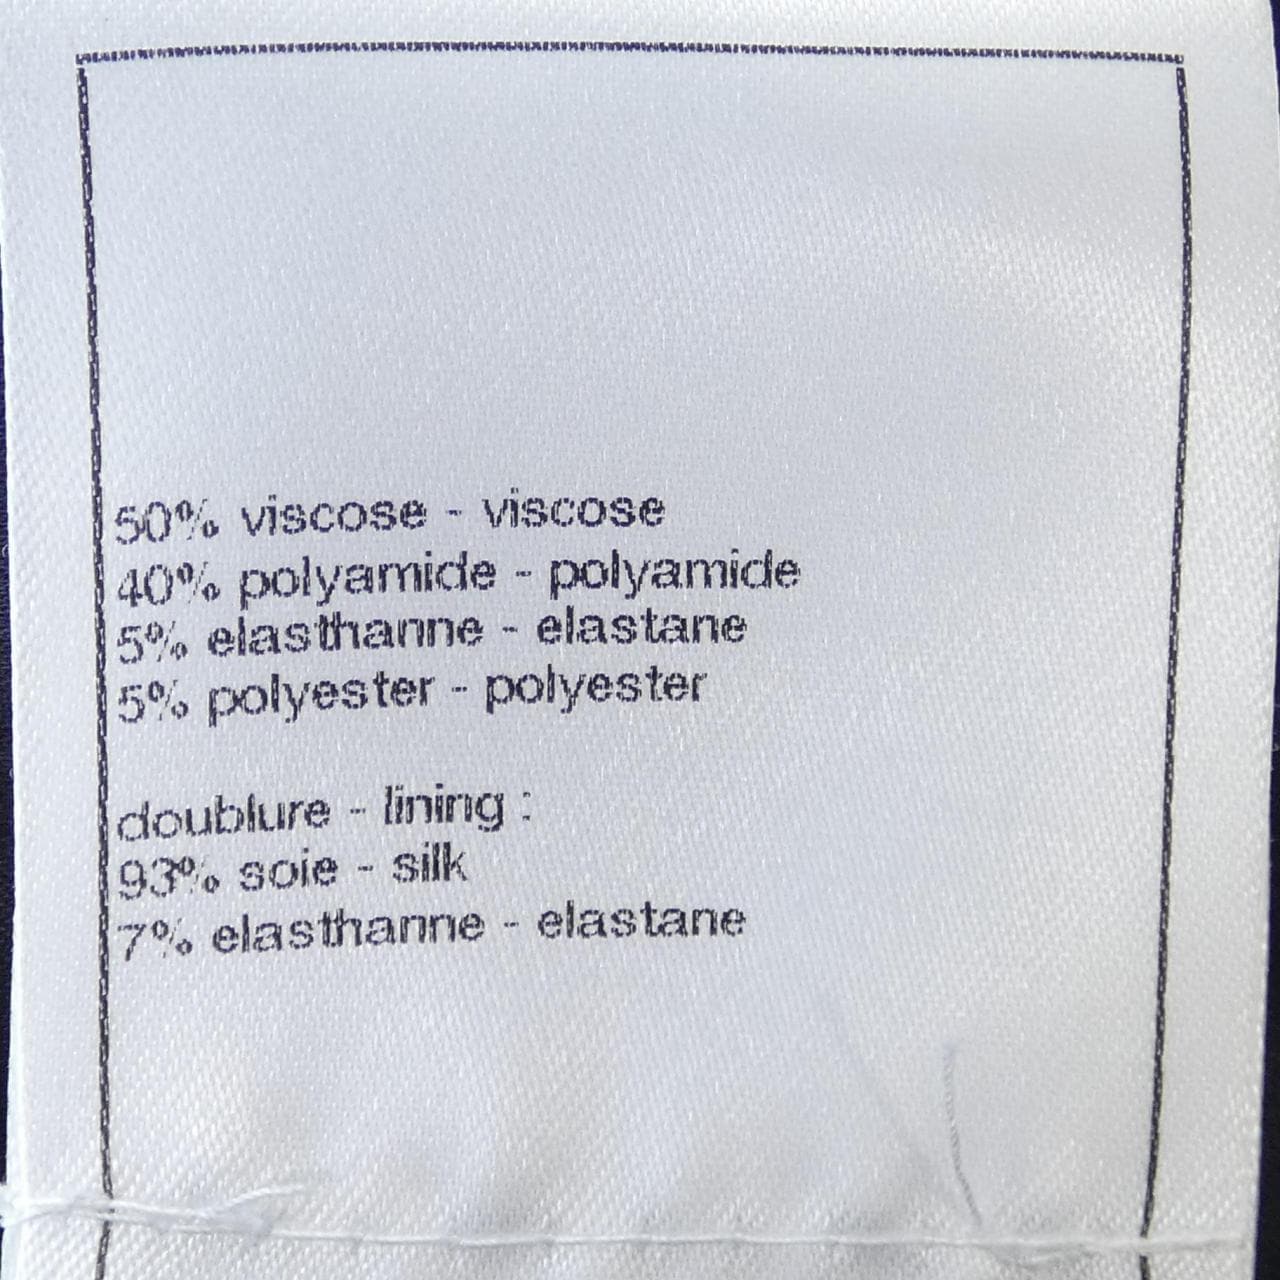 50% viscose - viscose
40% polyamide - polyamide
5% elasthanne - elastane
5% polyester - polyester
doublure - lining :
93% soie - silk
7% elasthanne - elastane